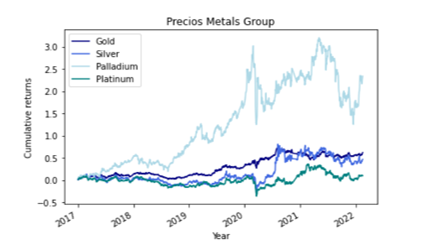 Precios Metals Group
Gold
Silver
Palladium
Platinum
3.0
2.5
2.0
1.5
1.0
0.5
0.0
−0.5
Cumulative returns
2017
2018
2019
2020
2021
2022
Year